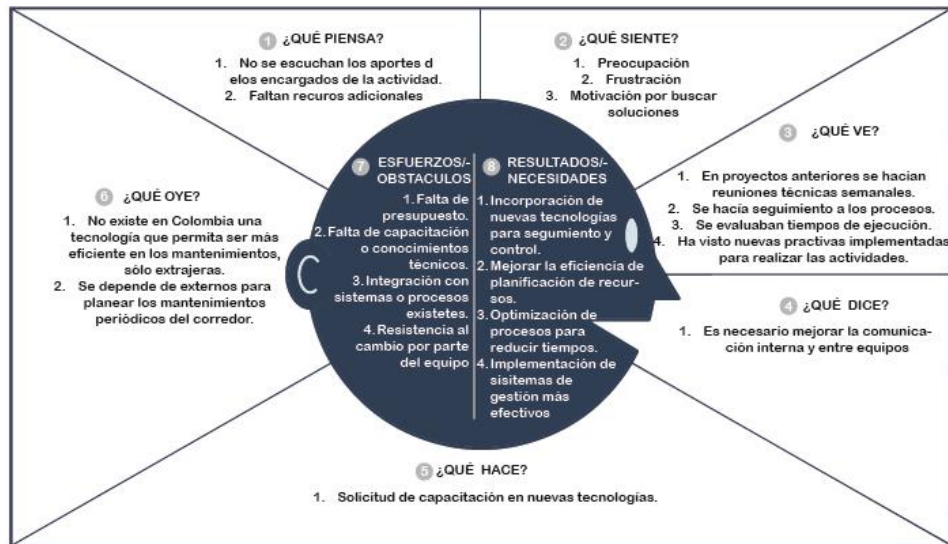 1 ¿QUÉ PIENSA?
1. No se escuchan los aportes d
elos encargados de la actividad.
2. Faltan recuros adicionales
2 ¿QUÉ SIENTE?
1. Preocupación
2. Frustración
3. Motivación por buscar
soluciones
3 ¿QUÉ VE?
1. En proyectos anteriores se hacian
reuniones técnicas semanales.
2. Se hacía seguimiento a los procesos.
3. Se evaluaban tiempos de ejecución.
4. Ha visto nuevas practivas implementadas
para realizar las actividades.
4 ¿QUÉ DICE?
1. Es necesario mejorar la comunica-
ción interna y entre equipos
5 ¿QUÉ HACE?
1. Solicitud de capacitación en nuevas tecnologías.
6 ¿QUÉ OYE?
1. No existe en Colombia una
tecnología que permita ser más
eficiente en los mantenimientos,
sólo extrajeras.
2. Se depende de externos para
planear los mantenimientos
periódicos del corredor.
7 ESFUERZOS/-
OBSTACULOS
1. Falta de
presupuesto.
2. Falta de capacitación
o conocimientos
técnicos.
3. Integración con
sistemas o procesos
existetes.
4. Resistencia al
cambio por parte
del equipo
8 RESULTADOS/-
NECESIDADES
1. Incorporación de
nuevas tecnologías
para segumiento y
control.
2. Mejorar la eficiencia de
planificación de recur-
sos.
3. Optimización de
procesos para
reducir tiempos.
4. Implementación de
sisitemas de
gestión más
efectivos